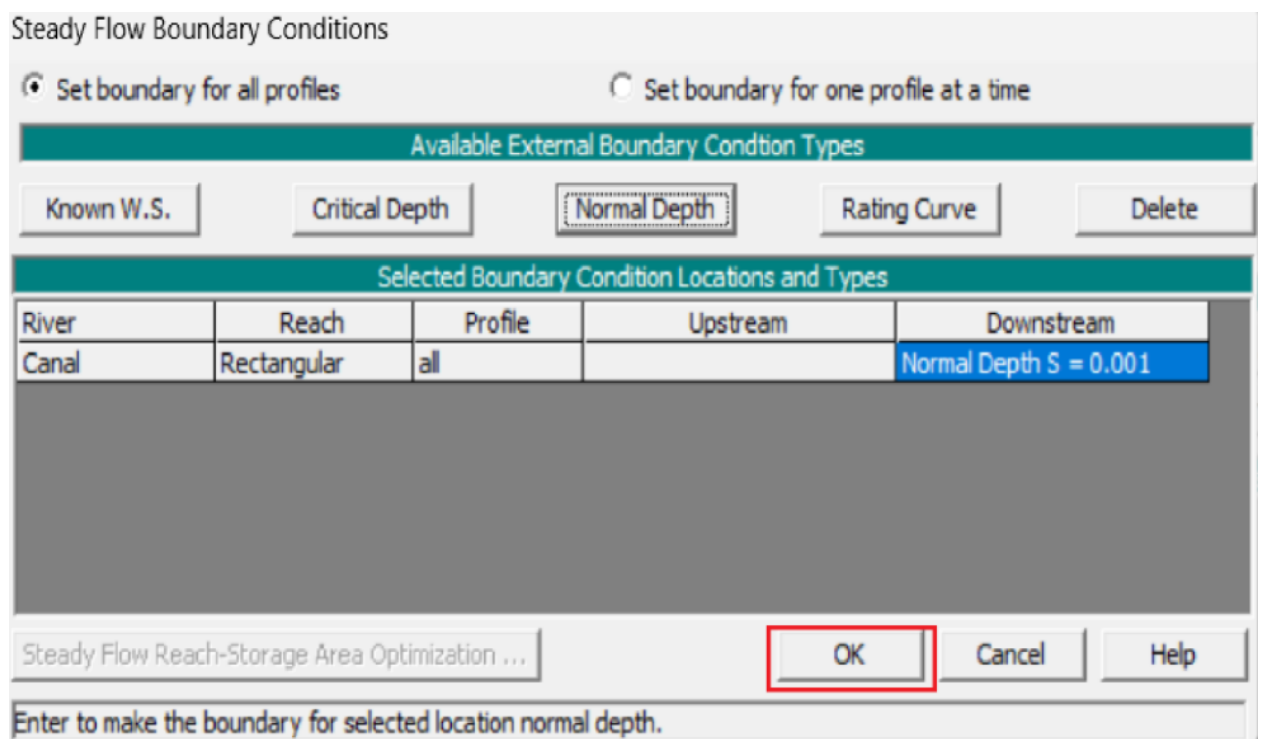 Steady Flow Boundary Conditions
Set boundary for all profiles Set boundary for one profile at a time
Available External Boundary Condtion Types
Known W.S. Critical Depth Normal Depth Rating Curve Delete
Selected Boundary Condition Locations and Types
River Reach Profile Upstream Downstream
Canal Rectangular all Normal Depth S = 0.001
Steady Flow Reach-Storage Area Optimization ... OK Cancel Help
Enter to make the boundary for selected location normal depth.